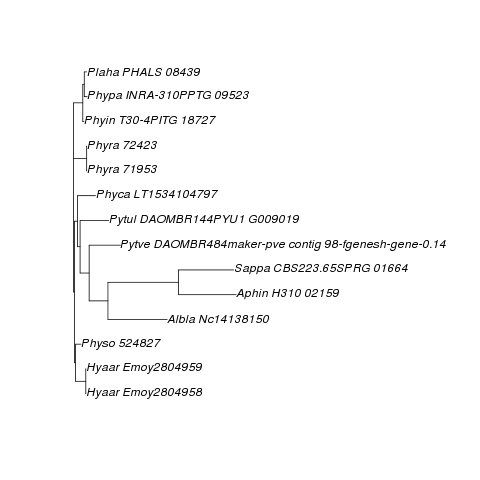 Plaha PHALS 08439
Phypa INRA-310PPTG 09523
Phyin T30-4PITG 18727
Phyra 72423
Phyra 71953
Phyca LT1534104797
Pytul DAOMBR144PYU1 G009019
Pytve DAOMBR484maker-pve contig 98-fgenesh-gene-0.14
Sappa CBS223.65SPRG 01664
Aphin H310 02159
Albla Nc14138150
Physo 524827
Hyaar Emoy2804959
Hyaar Emoy2804958